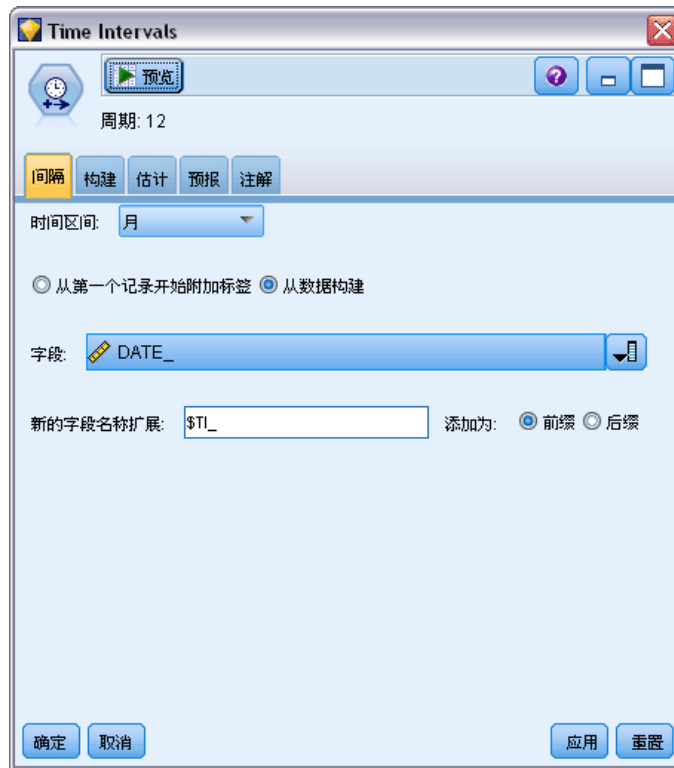 Time Intervals
预览
周期: 12
间隔 构建 估计 预报 注解
时间区间: 月
从第一个记录开始附加标签 从数据构建
字段: DATE_
新的字段名称扩展: $TI_ 添加为: 前缀 后缀
确定 取消 应用 重置